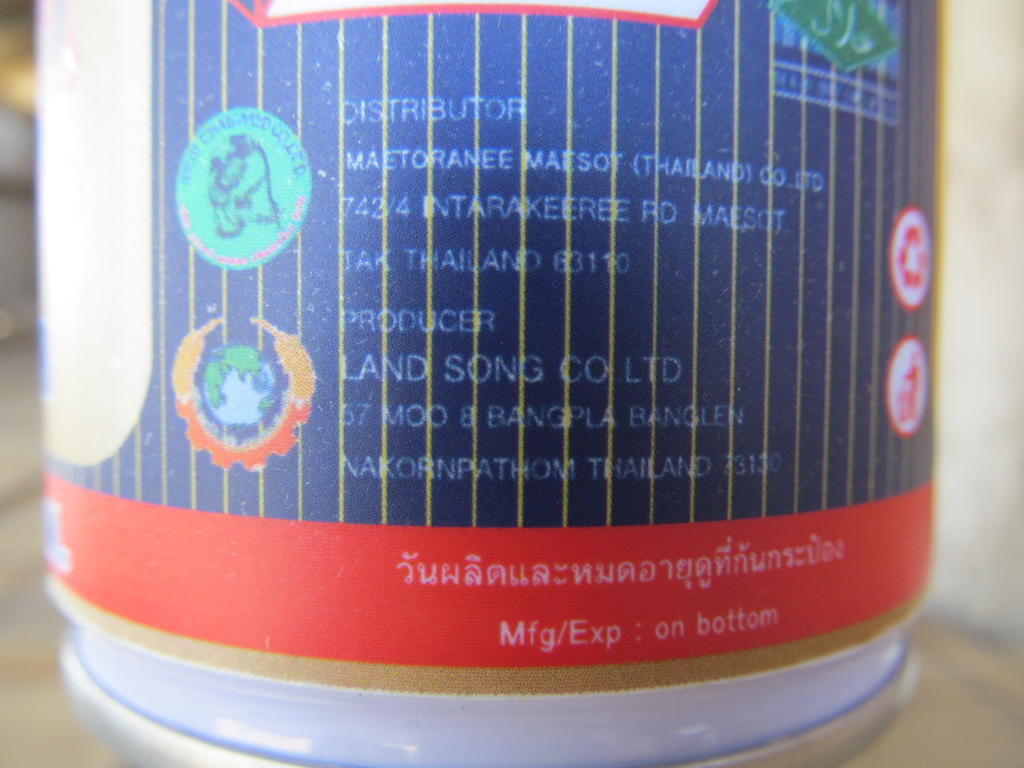 DISTRIBUTOR
MAETORANEE MAESOT (THAILAND) CO.,LTD
742/4 INTARAKEEREE RD MAESOT
TAK THAILAND 63110
PRODUCER
LAND SONG CO.,LTD
57 MOO 8 BANGPLA BANGLEN
NAKORNPATHOM THAILAND 73130
วันผลิตและหมดอายุดูที่ก้นกระป๋อง
Mfg/Exp : on bottom